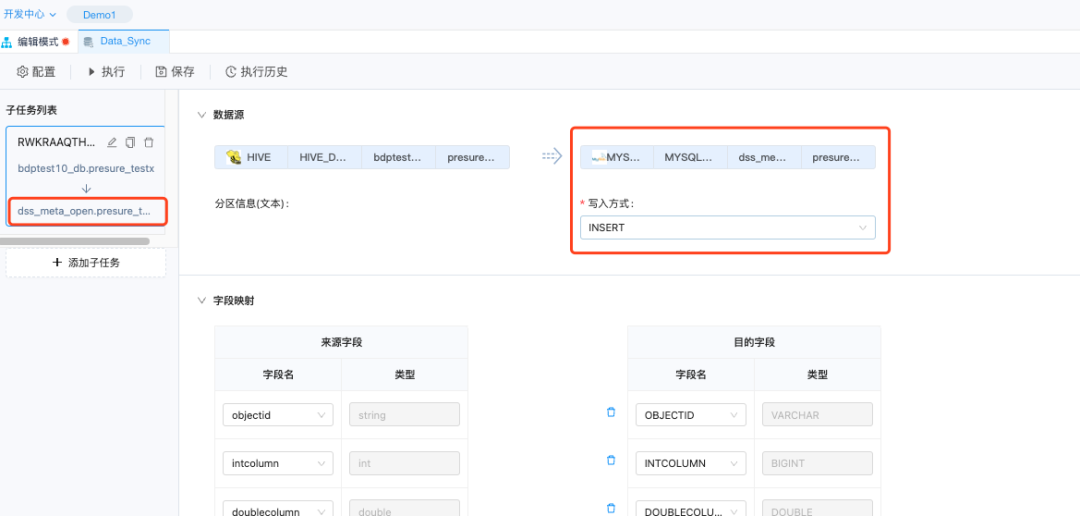 开发中心 Demo1
编辑模式 Data_Sync
配置 执行 保存 执行历史
子任务列表
RWKRAAQTH...
bdptest10_db.presure_testx
dss_meta_open.presure_t...
添加子任务
数据源
HIVE HIVE_D... bdptest... presure... MYS... MYSQL... dss_me... presure...
分区信息(文本): * 写入方式:
INSERT
字段映射
来源字段 目的字段
字段名 类型 字段名 类型
objectid string OBJECTID VARCHAR
intcolumn int INTCOLUMN BIGINT
doublecolumn double DOUBLECOLU... DOUBLE